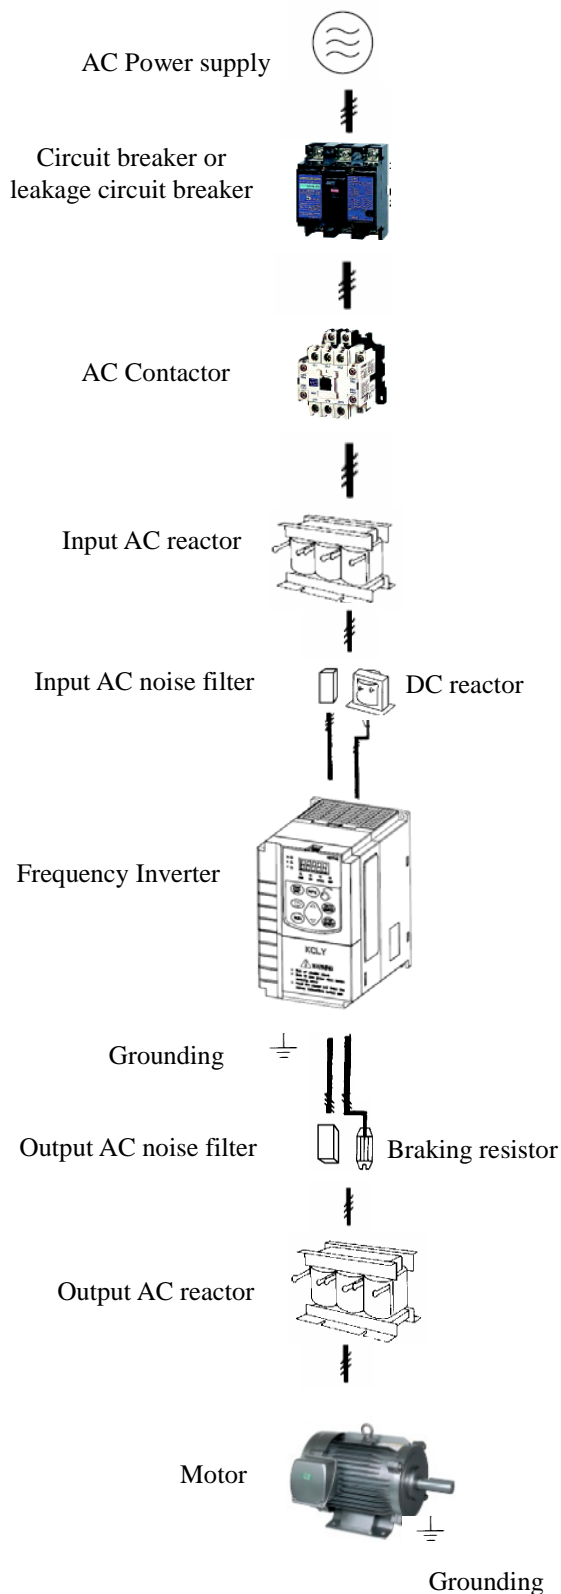 AC Power supply
Circuit breaker or
leakage circuit breaker
AC Contactor
Input AC reactor
Input AC noise filter
DC reactor
Frequency Inverter
KCLY
WARNING
Grounding
Output AC noise filter
Braking resistor
Output AC reactor
Motor
Grounding